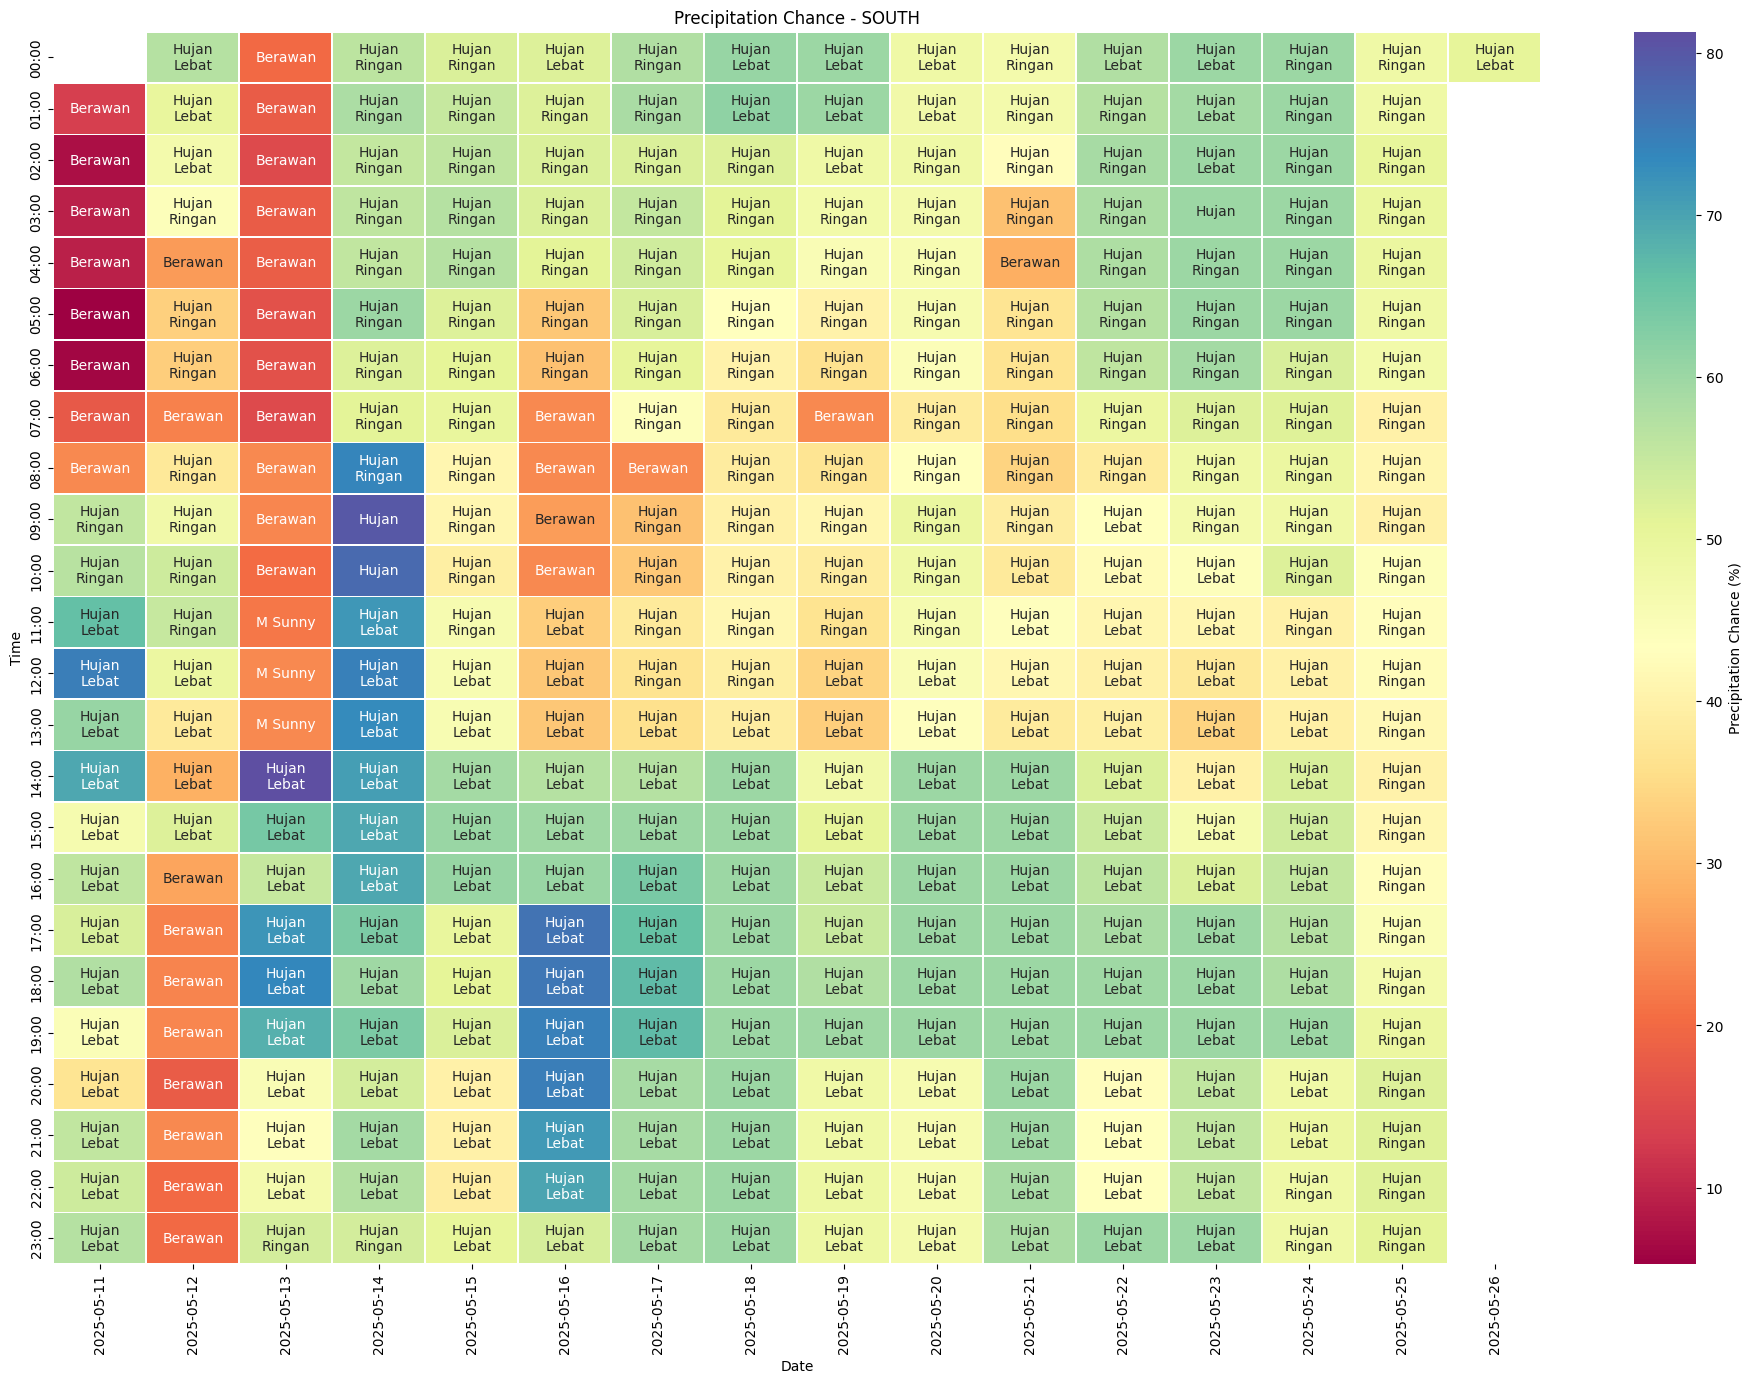 Precipitation Chance - SOUTH
00:00 Hujan Lebat Berawan Hujan Ringan Hujan Ringan Hujan Lebat Hujan Ringan Hujan Lebat Hujan Lebat Hujan Lebat Hujan Ringan Hujan Lebat Hujan Lebat Hujan Ringan Hujan Ringan Hujan Lebat
01:00 Berawan Hujan Lebat Berawan Hujan Ringan Hujan Ringan Hujan Ringan Hujan Ringan Hujan Lebat Hujan Lebat Hujan Lebat Hujan Ringan Hujan Ringan Hujan Lebat Hujan Ringan Hujan Ringan
02:00 Berawan Hujan Lebat Berawan Hujan Ringan Hujan Ringan Hujan Ringan Hujan Ringan Hujan Ringan Hujan Lebat Hujan Ringan Hujan Ringan Hujan Ringan Hujan Lebat Hujan Ringan Hujan Ringan
03:00 Berawan Hujan Ringan Berawan Hujan Ringan Hujan Ringan Hujan Ringan Hujan Ringan Hujan Ringan Hujan Ringan Hujan Ringan Hujan Ringan Hujan Ringan Hujan Hujan Ringan Hujan Ringan
04:00 Berawan Berawan Berawan Hujan Ringan Hujan Ringan Hujan Ringan Hujan Ringan Hujan Ringan Hujan Ringan Hujan Ringan Berawan Hujan Ringan Hujan Ringan Hujan Ringan Hujan Ringan
05:00 Berawan Hujan Ringan Berawan Hujan Ringan Hujan Ringan Hujan Ringan Hujan Ringan Hujan Ringan Hujan Ringan Hujan Ringan Hujan Ringan Hujan Ringan Hujan Ringan Hujan Ringan Hujan Ringan
06:00 Berawan Hujan Ringan Berawan Hujan Ringan Hujan Ringan Hujan Ringan Hujan Ringan Hujan Ringan Hujan Ringan Hujan Ringan Hujan Ringan Hujan Ringan Hujan Ringan Hujan Ringan Hujan Ringan
07:00 Berawan Berawan Berawan Hujan Ringan Hujan Ringan Berawan Hujan Ringan Hujan Ringan Berawan Hujan Ringan Hujan Ringan Hujan Ringan Hujan Ringan Hujan Ringan Hujan Ringan
08:00 Berawan Hujan Ringan Berawan Hujan Ringan Hujan Ringan Berawan Berawan Hujan Ringan Hujan Ringan Hujan Ringan Hujan Ringan Hujan Ringan Hujan Ringan Hujan Ringan Hujan Ringan
09:00 Hujan Ringan Hujan Ringan Berawan Hujan Hujan Ringan Berawan Hujan Ringan Hujan Ringan Hujan Ringan Hujan Ringan Hujan Ringan Hujan Lebat Hujan Ringan Hujan Ringan Hujan Ringan
10:00 Hujan Ringan Hujan Ringan Berawan Hujan Hujan Ringan Berawan Hujan Ringan Hujan Ringan Hujan Ringan Hujan Ringan Hujan Lebat Hujan Lebat Hujan Lebat Hujan Ringan Hujan Ringan
11:00 Hujan Lebat Hujan Ringan M Sunny Hujan Lebat Hujan Ringan Hujan Lebat Hujan Ringan Hujan Ringan Hujan Ringan Hujan Ringan Hujan Lebat Hujan Lebat Hujan Lebat Hujan Ringan Hujan Ringan
12:00 Hujan Lebat Hujan Lebat M Sunny Hujan Lebat Hujan Lebat Hujan Lebat Hujan Ringan Hujan Ringan Hujan Lebat Hujan Lebat Hujan Lebat Hujan Lebat Hujan Lebat Hujan Lebat Hujan Ringan
13:00 Hujan Lebat Hujan Lebat M Sunny Hujan Lebat Hujan Lebat Hujan Lebat Hujan Lebat Hujan Lebat Hujan Lebat Hujan Lebat Hujan Lebat Hujan Lebat Hujan Lebat Hujan Lebat Hujan Ringan
14:00 Hujan Lebat Hujan Lebat Hujan Lebat Hujan Lebat Hujan Lebat Hujan Lebat Hujan Lebat Hujan Lebat Hujan Lebat Hujan Lebat Hujan Lebat Hujan Lebat Hujan Lebat Hujan Lebat Hujan Ringan
15:00 Hujan Lebat Hujan Lebat Hujan Lebat Hujan Lebat Hujan Lebat Hujan Lebat Hujan Lebat Hujan Lebat Hujan Lebat Hujan Lebat Hujan Lebat Hujan Lebat Hujan Lebat Hujan Lebat Hujan Ringan
16:00 Hujan Lebat Berawan Hujan Lebat Hujan Lebat Hujan Lebat Hujan Lebat Hujan Lebat Hujan Lebat Hujan Lebat Hujan Lebat Hujan Lebat Hujan Lebat Hujan Lebat Hujan Lebat Hujan Ringan
17:00 Hujan Lebat Berawan Hujan Lebat Hujan Lebat Hujan Lebat Hujan Lebat Hujan Lebat Hujan Lebat Hujan Lebat Hujan Lebat Hujan Lebat Hujan Lebat Hujan Lebat Hujan Lebat Hujan Ringan
18:00 Hujan Lebat Berawan Hujan Lebat Hujan Lebat Hujan Lebat Hujan Lebat Hujan Lebat Hujan Lebat Hujan Lebat Hujan Lebat Hujan Lebat Hujan Lebat Hujan Lebat Hujan Lebat Hujan Ringan
19:00 Hujan Lebat Berawan Hujan Lebat Hujan Lebat Hujan Lebat Hujan Lebat Hujan Lebat Hujan Lebat Hujan Lebat Hujan Lebat Hujan Lebat Hujan Lebat Hujan Lebat Hujan Lebat Hujan Ringan
20:00 Hujan Lebat Berawan Hujan Lebat Hujan Lebat Hujan Lebat Hujan Lebat Hujan Lebat Hujan Lebat Hujan Lebat Hujan Lebat Hujan Lebat Hujan Lebat Hujan Lebat Hujan Lebat Hujan Ringan
21:00 Hujan Lebat Berawan Hujan Lebat Hujan Lebat Hujan Lebat Hujan Lebat Hujan Lebat Hujan Lebat Hujan Lebat Hujan Lebat Hujan Lebat Hujan Lebat Hujan Lebat Hujan Lebat Hujan Ringan
22:00 Hujan Lebat Berawan Hujan Lebat Hujan Lebat Hujan Lebat Hujan Lebat Hujan Lebat Hujan Lebat Hujan Lebat Hujan Lebat Hujan Lebat Hujan Lebat Hujan Lebat Hujan Ringan Hujan Ringan
23:00 Hujan Lebat Berawan Hujan Ringan Hujan Ringan Hujan Lebat Hujan Lebat Hujan Lebat Hujan Lebat Hujan Lebat Hujan Lebat Hujan Lebat Hujan Lebat Hujan Lebat Hujan Ringan Hujan Ringan
Time
2025-05-11 2025-05-12 2025-05-13 2025-05-14 2025-05-15 2025-05-16 2025-05-17 2025-05-18 2025-05-19 2025-05-20 2025-05-21 2025-05-22 2025-05-23 2025-05-24 2025-05-25 2025-05-26
Date
80
70
60
50
40
30
20
10
Precipitation Chance (%)